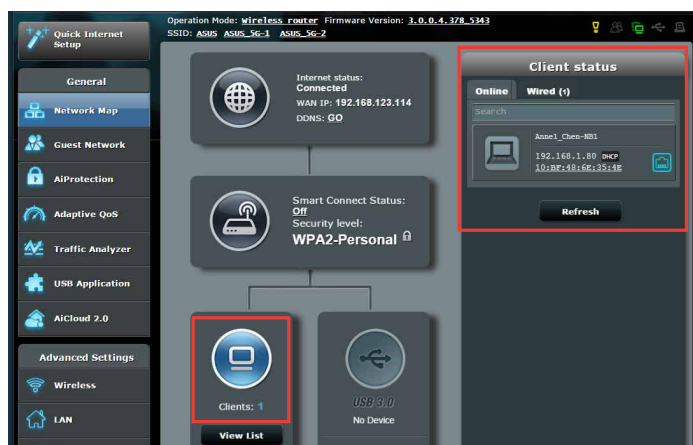 Quick Internet
Setup
Operation Mode: Wireless router Firmware Version: 3.0.0.4.378_5343
SSID: ASUS ASUS_5G-1 ASUS_5G-2
General
Network Map
Guest Network
AiProtection
Adaptive QoS
Traffic Analyzer
USB Application
AiCloud 2.0
Advanced Settings
Wireless
LAN
Internet status:
Connected
WAN IP: 192.168.123.114
DDNS: GO
Smart Connect Status:
Off
Security level:
WPA2-Personal
Clients: 1
View List
USB 3.0
No Device
Client status
Online Wired (1)
Search
Annel_Chen-NB1
192.168.1.80 DHCP
10:BF:48:6E:35:4E
Refresh